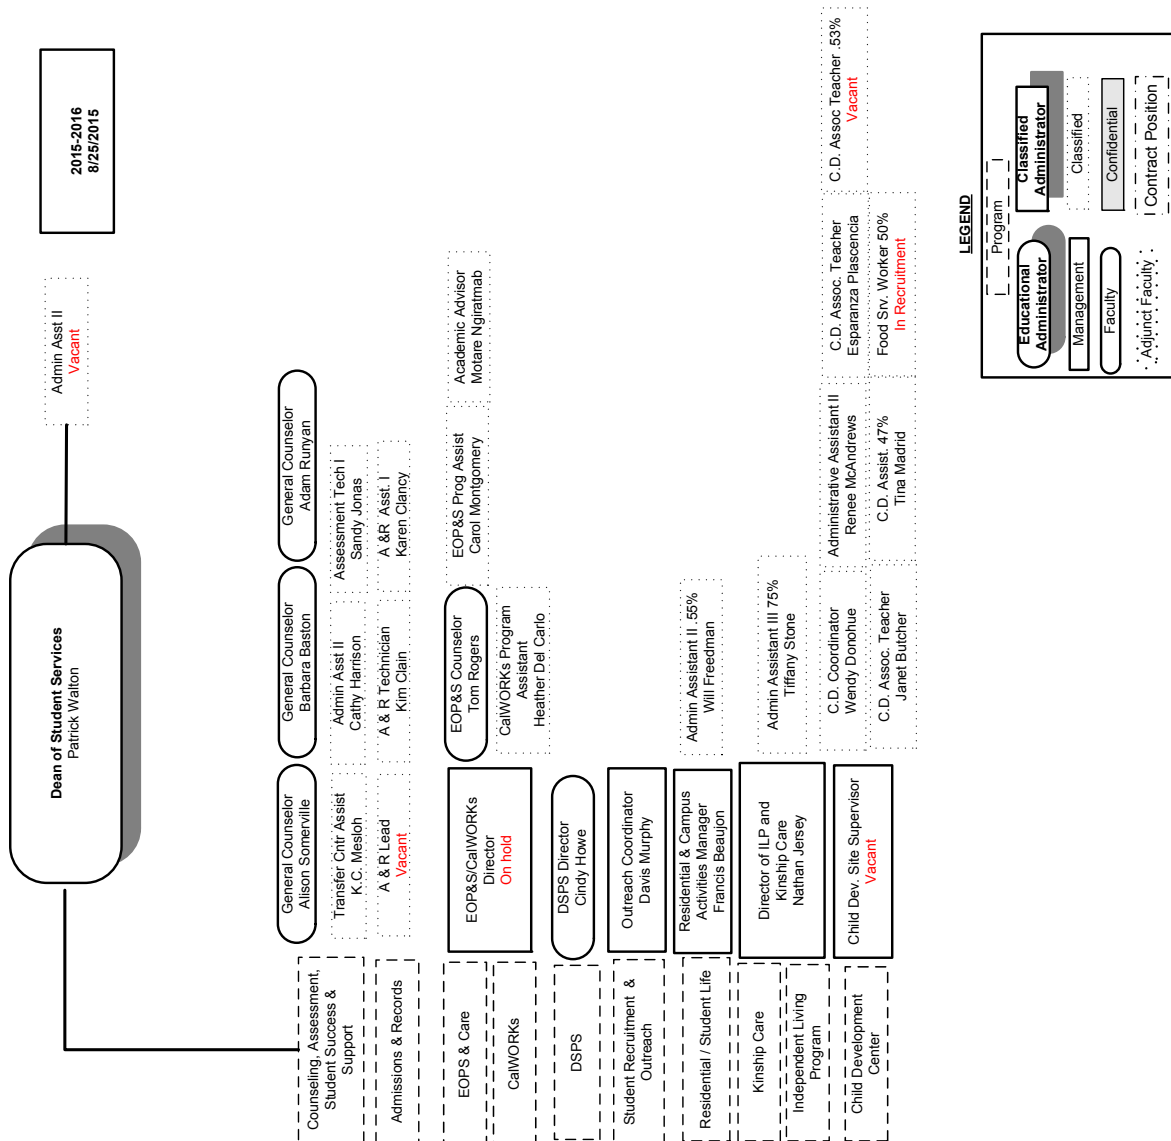 2015-2016
8/25/2015
Dean of Student Services
Patrick Walton
Admin Asst II
Vacant
Counseling, Assessment,
Student Success &
Support
General Counselor
Alison Somerville
General Counselor
Barbara Baston
General Counselor
Adam Runyan
Transfer Cntr Assist
K.C. Mesloh
Admin Asst II
Cathy Harrison
Assessment Tech I
Sandy Jonas
Admissions & Records
A & R Lead
Vacant
A & R Technician
Kim Clain
A &R  Asst. I
Karen Clancy
EOPS & Care
CalWORKs
EOP&S/CalWORKs
Director
On hold
EOP&S Counselor
Tom Rogers
EOP&S Prog Assist
Carol Montgomery
Academic Advisor
Motare Ngiratmab
CalWORKs Program
Assistant
Heather Del Carlo
DSPS
DSPS Director
Cindy Howe
Student Recruitment  &
Outreach
Outreach Coordinator
Davis Murphy
Residential / Student Life
Residential & Campus
Activities Manager
Francis Beaujon
Admin Assistant II .55%
Will Freedman
Kinship Care
Independent Living
Program
Director of ILP and
Kinship Care
Nathan Jersey
Admin Assistant III 75%
Tiffany Stone
Child Development
Center
Child Dev. Site Supervisor
Vacant
C.D. Coordinator
Wendy Donohue
Administrative Assistant II
Renee McAndrews
C.D. Assoc. Teacher
Esparanza Plascencia
C.D. Assoc Teacher .53%
Vacant
C.D. Assoc. Teacher
Janet Butcher
C.D. Assist. 47%
Tina Madrid
Food Srv. Worker 50%
In Recruitment
LEGEND
Program
Educational
Administrator
Classified
Administrator
Management
Classified
Faculty
Confidential
Adjunct Faculty
Contract Position